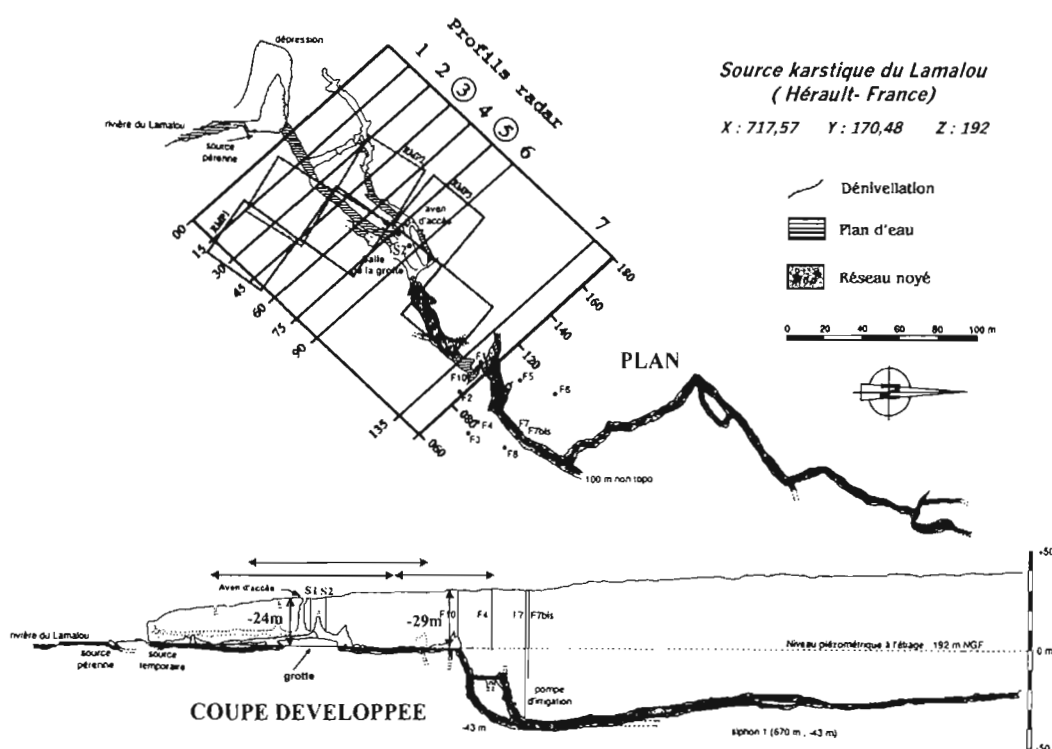 dépression
Profils radar
1
2
3
4
5
6
7
rivière du Lamalou
source
pérenne
RMP1
RMP2
RMP3
aven
d'accès
S2
Salle
de la grotte
00
15
30
45
60
75
90
135
060
080
120
140
160
180
F1
F10
F2
F3
F4
F5
F6
F7
F7bis
F8
100 m non topo
PLAN
Source karstique du Lamalou
( Hérault- France)
X : 717,57 Y : 170,48 Z : 192
Dénivellation
Plan d'eau
Réseau noyé
0 20 40 60 80 100 m
N
Aven d'accès S1 S2
-24m
-29m
F10
F4
F7
F7bis
rivière du Lamalou
source
pérenne
source
temporaire
grotte
Niveau piézométrique à l'étiage 192 m NGF
pompe
d'irrigation
-43 m
siphon 1 (670 m , -43 m)
+50
0 m
-50
COUPE DEVELOPPEE